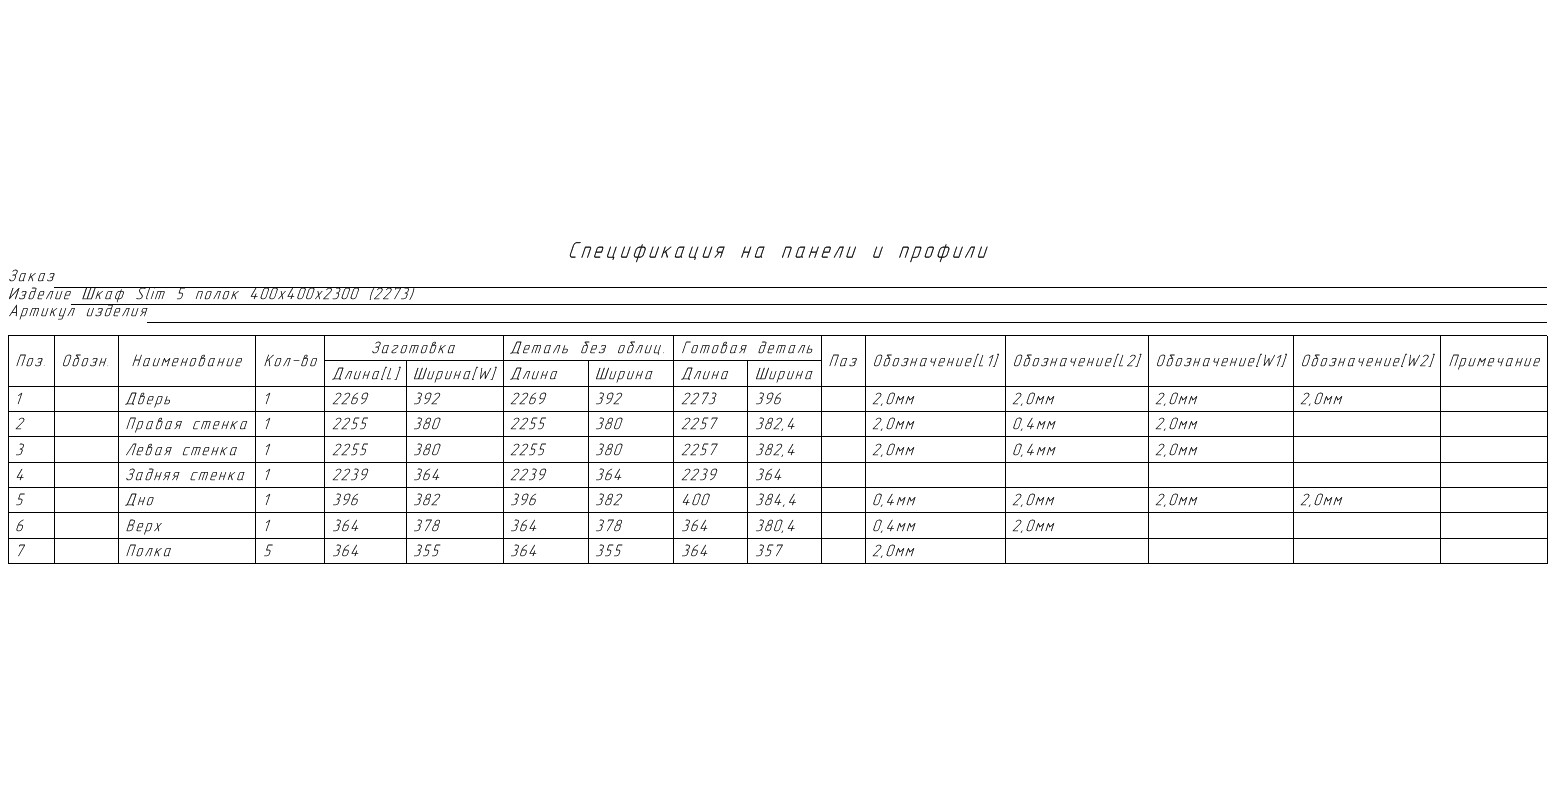 Спецификация на панели и профили
Заказ
Изделие Шкаф Slim 5 полок 400х400х2300 (2273)
Артикул изделия
Поз. Обозн. Наименование Кол-во Заготовка Деталь без облиц. Готовая деталь Паз Обозначение[L1] Обозначение[L2] Обозначение[W1] Обозначение[W2] Примечание
Длина[L] Ширина[W] Длина Ширина Длина Ширина
1 Дверь 1 2269 392 2269 392 2273 396 2,0мм 2,0мм 2,0мм 2,0мм
2 Правая стенка 1 2255 380 2255 380 2257 382,4 2,0мм 0,4мм 2,0мм
3 Левая стенка 1 2255 380 2255 380 2257 382,4 2,0мм 0,4мм 2,0мм
4 Задняя стенка 1 2239 364 2239 364 2239 364
5 Дно 1 396 382 396 382 400 384,4 0,4мм 2,0мм 2,0мм 2,0мм
6 Верх 1 364 378 364 378 364 380,4 0,4мм 2,0мм
7 Полка 5 364 355 364 355 364 357 2,0мм